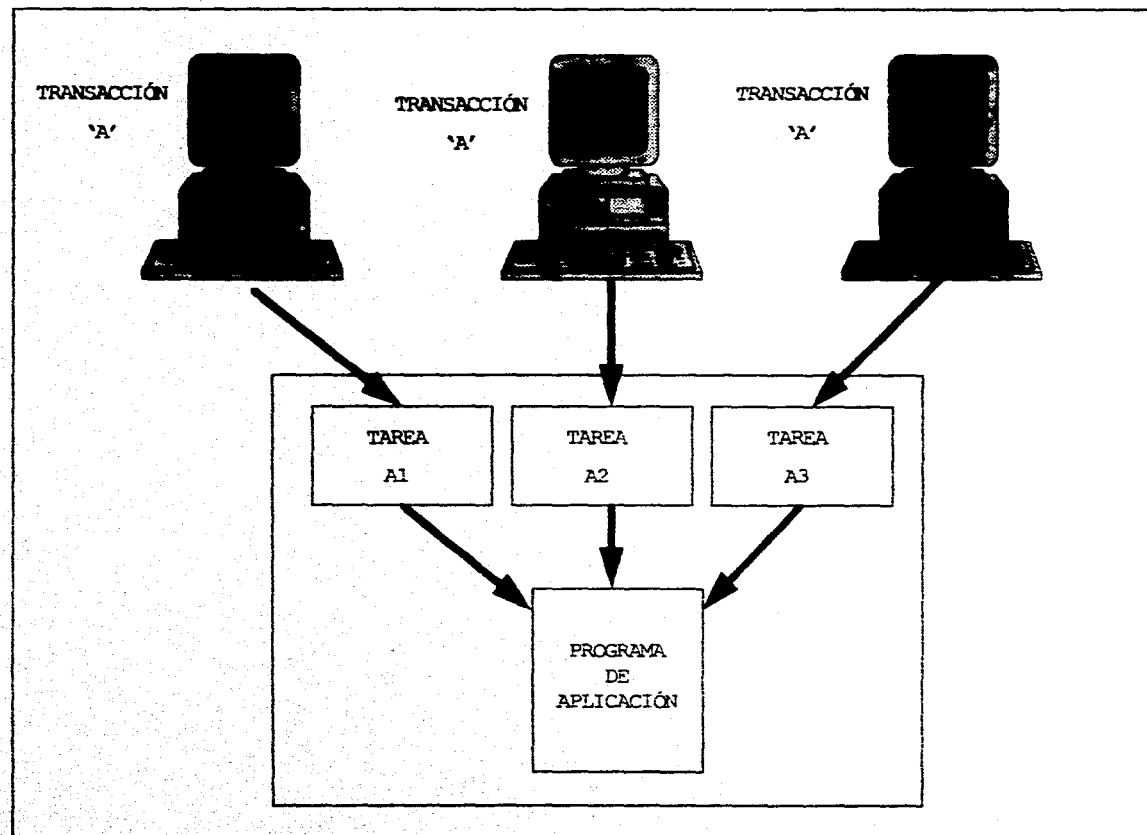 TRANSACCIÓN
'A'
TRANSACCIÓN
'A'
TRANSACCIÓN
'A'
TAREA
A1
TAREA
A2
TAREA
A3
PROGRAMA
DE
APLICACIÓN